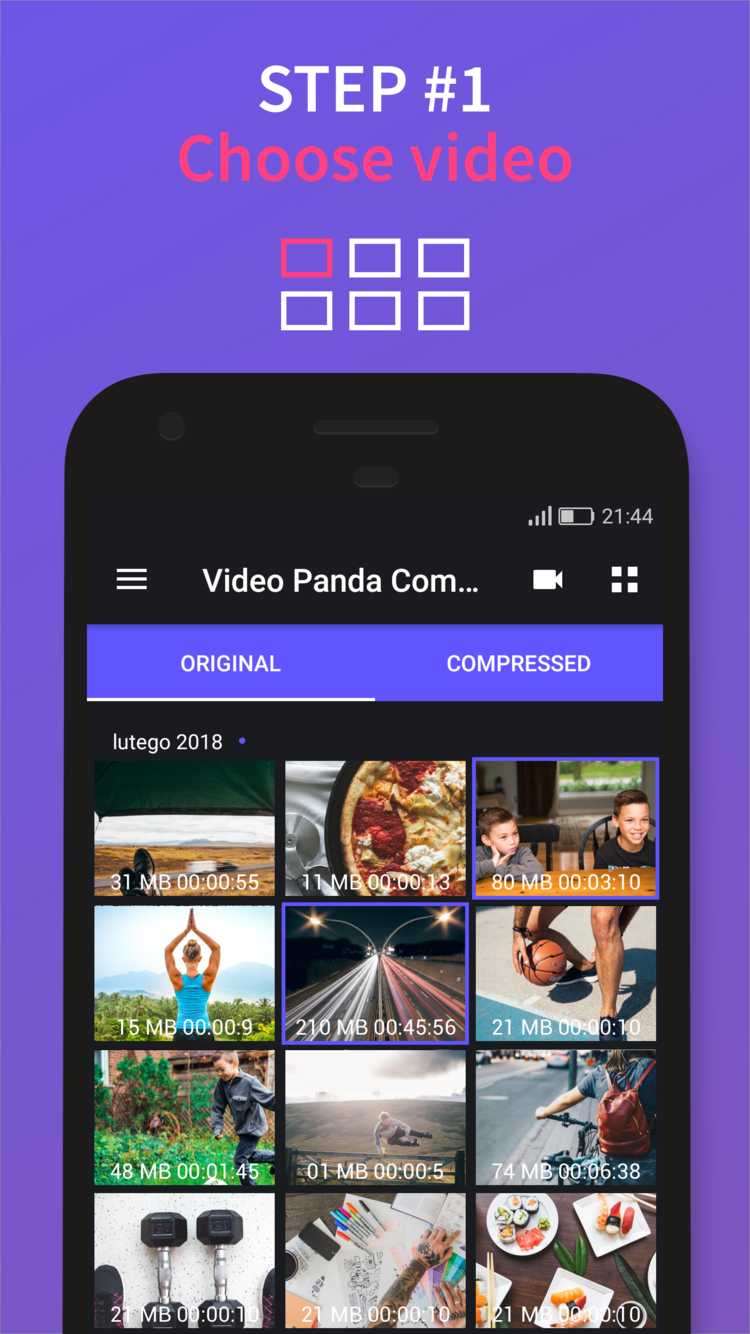 STEP #1
Choose video
21:44
Video Panda Com...
ORIGINAL COMPRESSED
lutego 2018
31 MB 00:00:55 11 MB 00:00:13 80 MB 00:03:10
15 MB 00:00:9 210 MB 00:45:56 21 MB 00:00:10
48 MB 00:01:45 01 MB 00:00:5 74 MB 00:06:38
21 MB 00:00:10 21 MB 00:00:10 21 MB 00:00:10